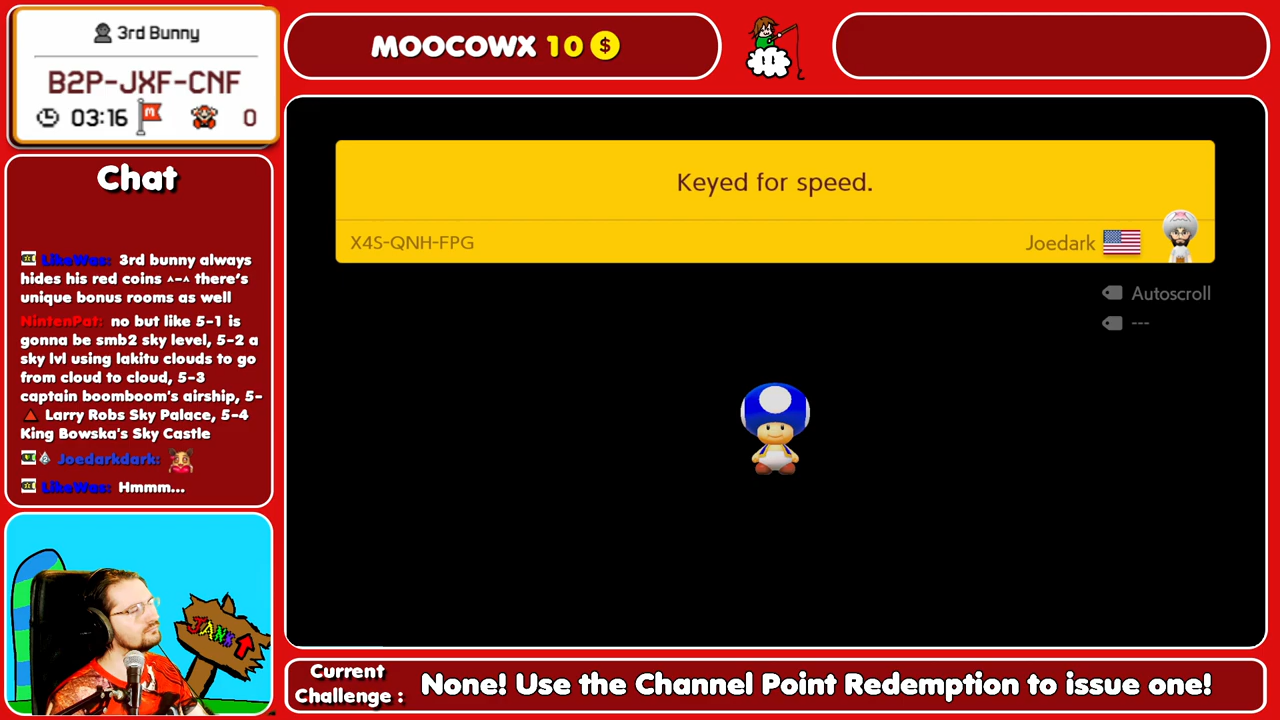 3rd Bunny
B2P-JXF-CNF
03:16 M 0
MOOCOWX 10 $
Chat
LikeWas: 3rd bunny always
hides his red coins ^-^ there's
unique bonus rooms as well
NintenPat: no but like 5-1 is
gonna be smb2 sky level, 5-2 a
sky lvl using lakitu clouds to go
from cloud to cloud, 5-3
captain boomboom's airship, 5-
🔺 Larry Robs Sky Palace, 5-4
King Bowska's Sky Castle
Joedarkdark:
LikeWas: Hmmm...
Keyed for speed.
X4S-QNH-FPG
Joedark
Autoscroll
---
JANK
Current
Challenge :
None! Use the Channel Point Redemption to issue one!